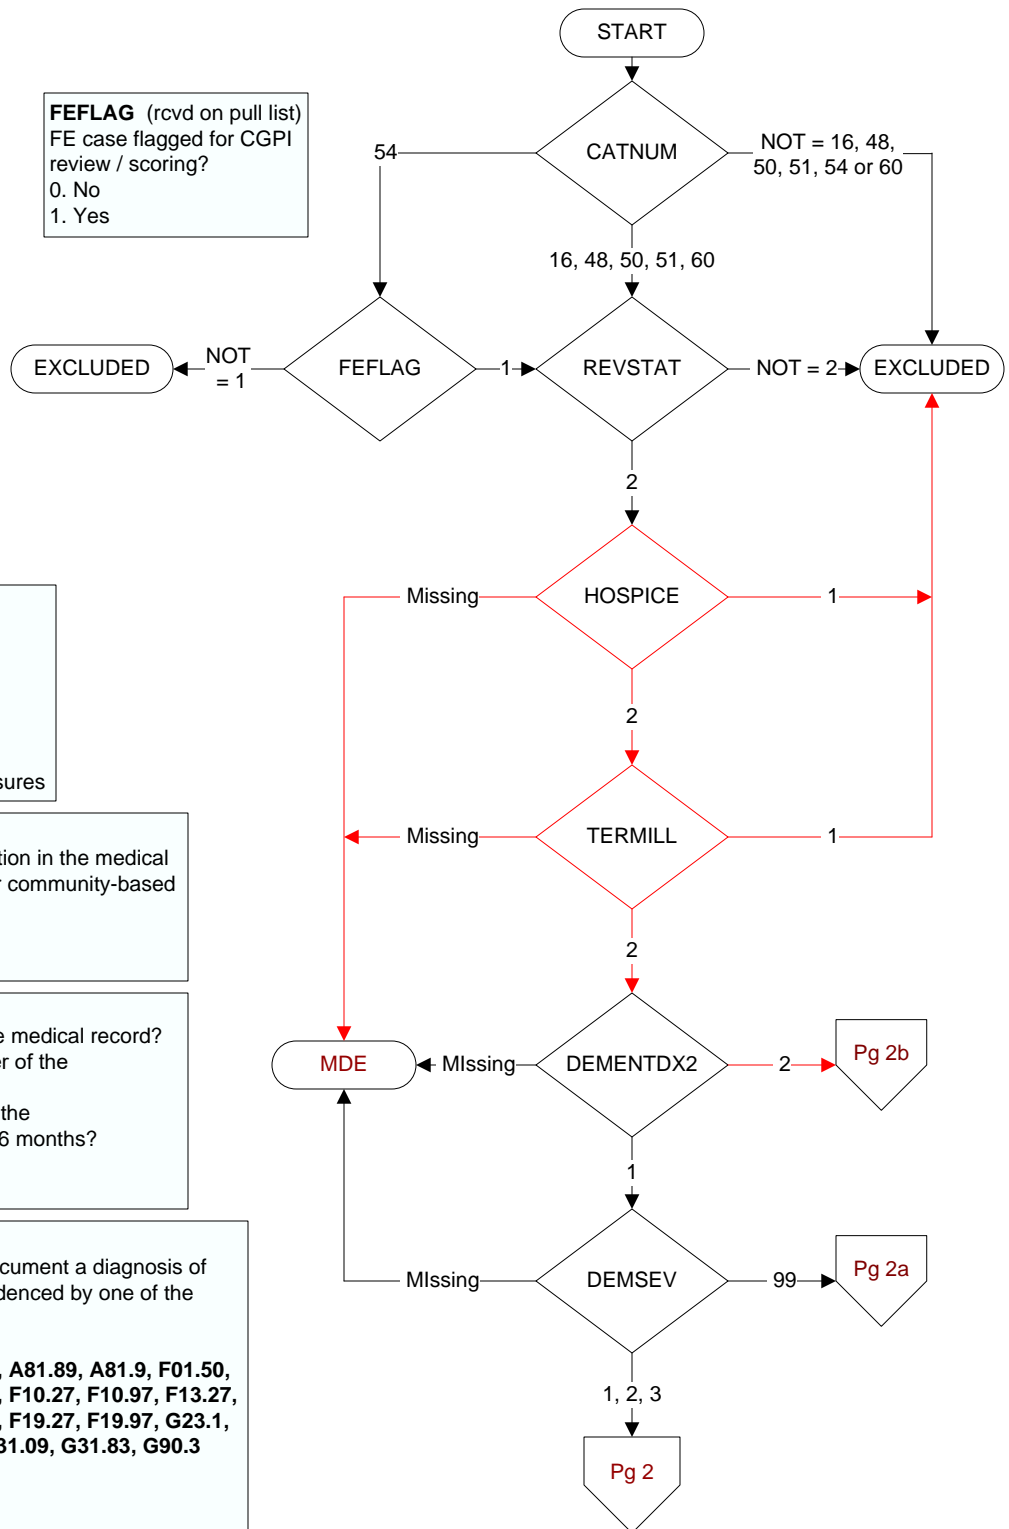 START
FEFLAG (rcvd on pull list)
FE case flagged for CGPI
review / scoring?
0. No
1. Yes
54
CATNUM
NOT = 16, 48,
50, 51, 54 or 60
16, 48, 50, 51, 60
EXCLUDED
NOT
= 1
FEFLAG
1
REVSTAT
NOT = 2
EXCLUDED
2
Missing
HOSPICE
1
2
sures
Missing
TERMILL
1
tion in the medical
r community-based
2
e medical record?
er of the
the
6 months?
MDE
MIssing
DEMENTDX2
2
Pg 2b
1
cument a diagnosis of
denced by one of the
, A81.89, A81.9, F01.50,
, F10.27, F10.97, F13.27,
, F19.27, F19.97, G23.1,
31.09, G31.83, G90.3
MIssing
DEMSEV
99
Pg 2a
1, 2, 3
Pg 2